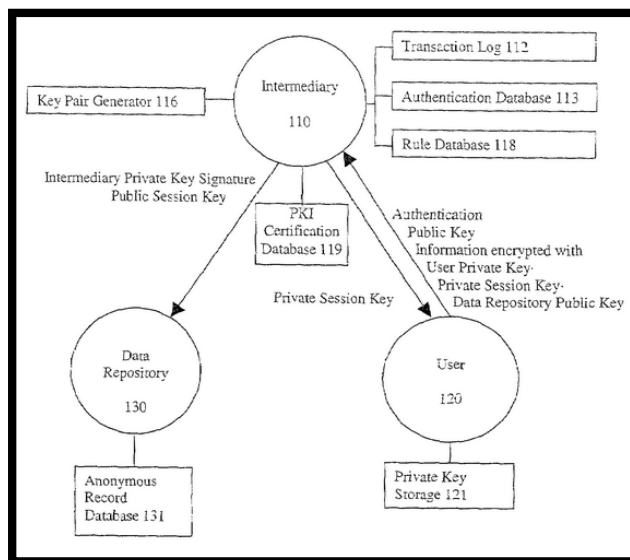 Transaction Log 112
Intermediary
Key Pair Generator 116
Authentication Database 113
110
Rule Database 118
Intermediary Private Key Signature
Public Session Key
PKI
Certification
Database 119
Authentication
Public Key
Information encrypted with
User Private Key·
Private Session Key·
Data Repository Public Key
Private Session Key
Data
Repository
130
User
120
Anonymous
Record
Database 131
Private Key
Storage 121